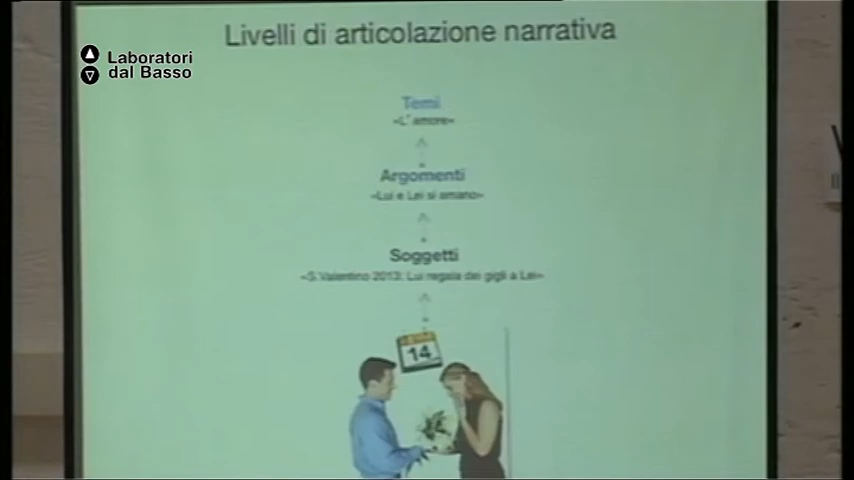 Livelli di articolazione narrativa
Laboratori
dal Basso
Temi
«L'amore»
Argomenti
«Lui e Lei si amano»
Soggetti
«S.Valentino 2013: Lui regala dei gigli a Lei»
14